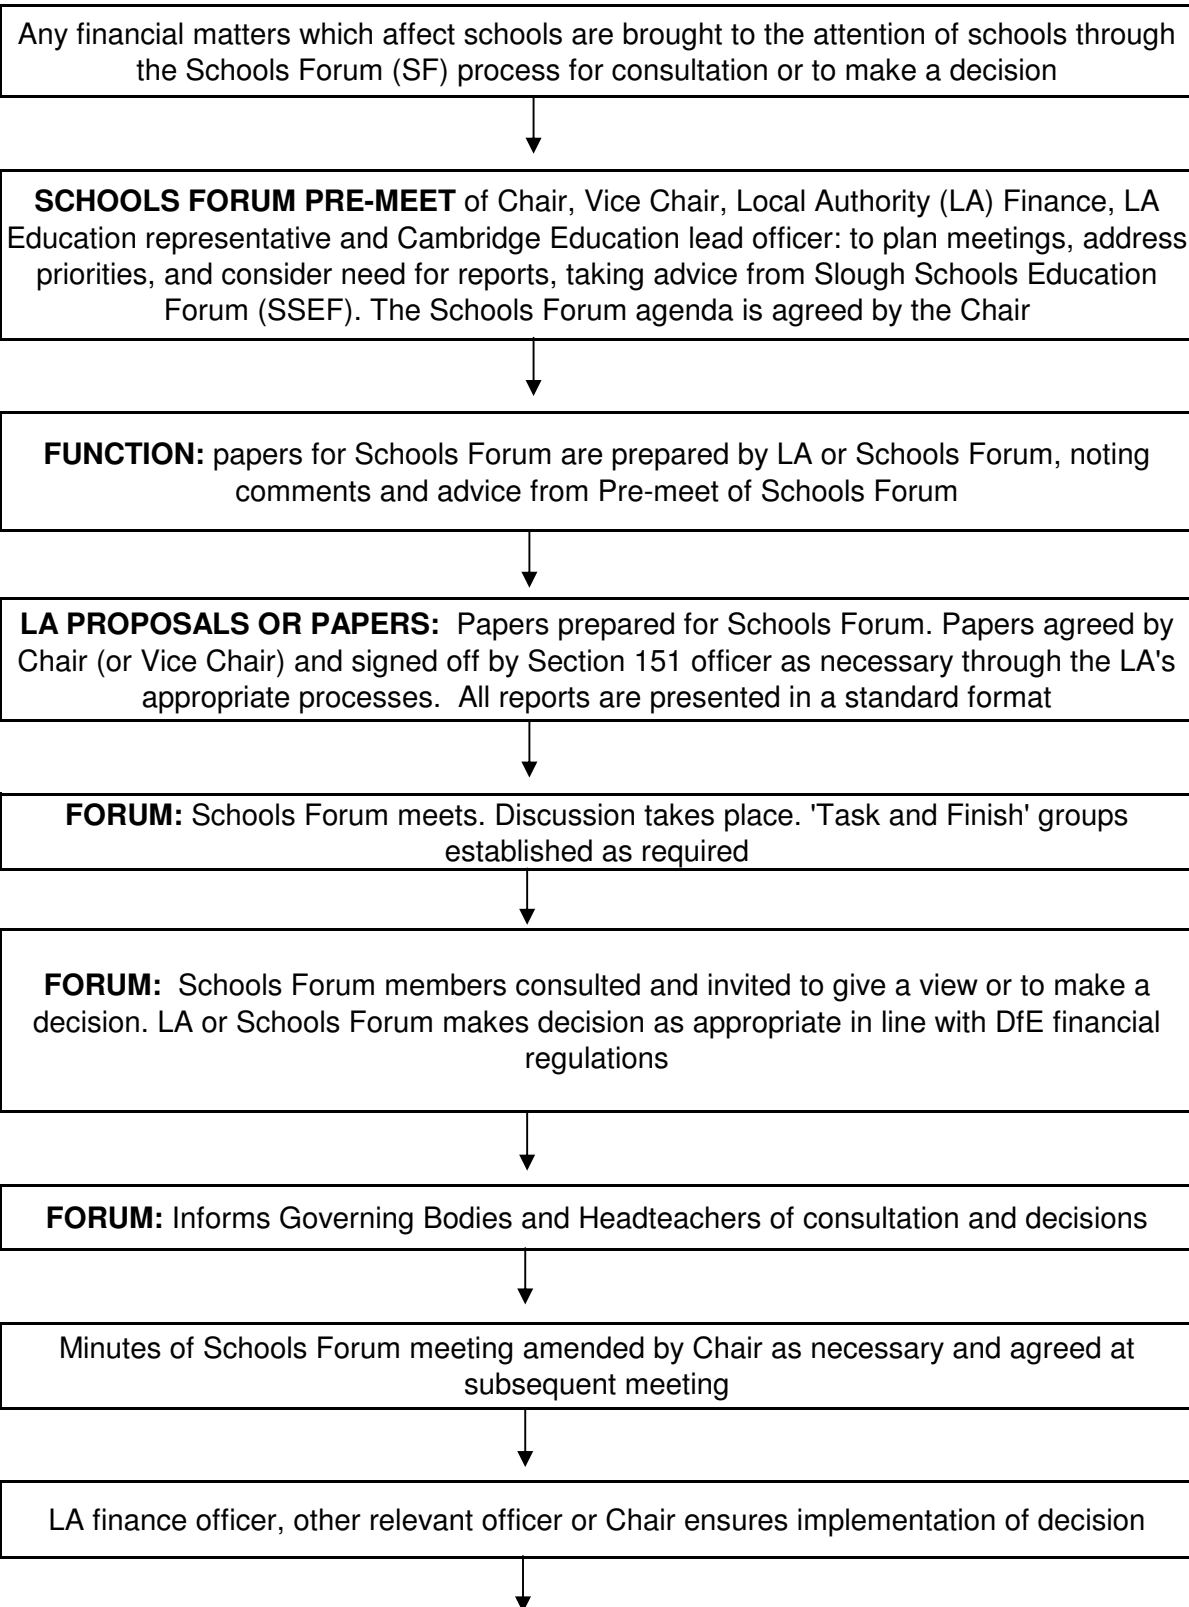 Any financial matters which affect schools are brought to the attention of schools through
the Schools Forum (SF) process for consultation or to make a decision
SCHOOLS FORUM PRE-MEET of Chair, Vice Chair, Local Authority (LA) Finance, LA
Education representative and Cambridge Education lead officer: to plan meetings, address
priorities, and consider need for reports, taking advice from Slough Schools Education
Forum (SSEF). The Schools Forum agenda is agreed by the Chair
FUNCTION: papers for Schools Forum are prepared by LA or Schools Forum, noting
comments and advice from Pre-meet of Schools Forum
LA PROPOSALS OR PAPERS:  Papers prepared for Schools Forum. Papers agreed by
Chair (or Vice Chair) and signed off by Section 151 officer as necessary through the LA's
appropriate processes.  All reports are presented in a standard format
FORUM: Schools Forum meets. Discussion takes place. 'Task and Finish' groups
established as required
FORUM:  Schools Forum members consulted and invited to give a view or to make a
decision. LA or Schools Forum makes decision as appropriate in line with DfE financial
regulations
FORUM: Informs Governing Bodies and Headteachers of consultation and decisions
Minutes of Schools Forum meeting amended by Chair as necessary and agreed at
subsequent meeting
LA finance officer, other relevant officer or Chair ensures implementation of decision